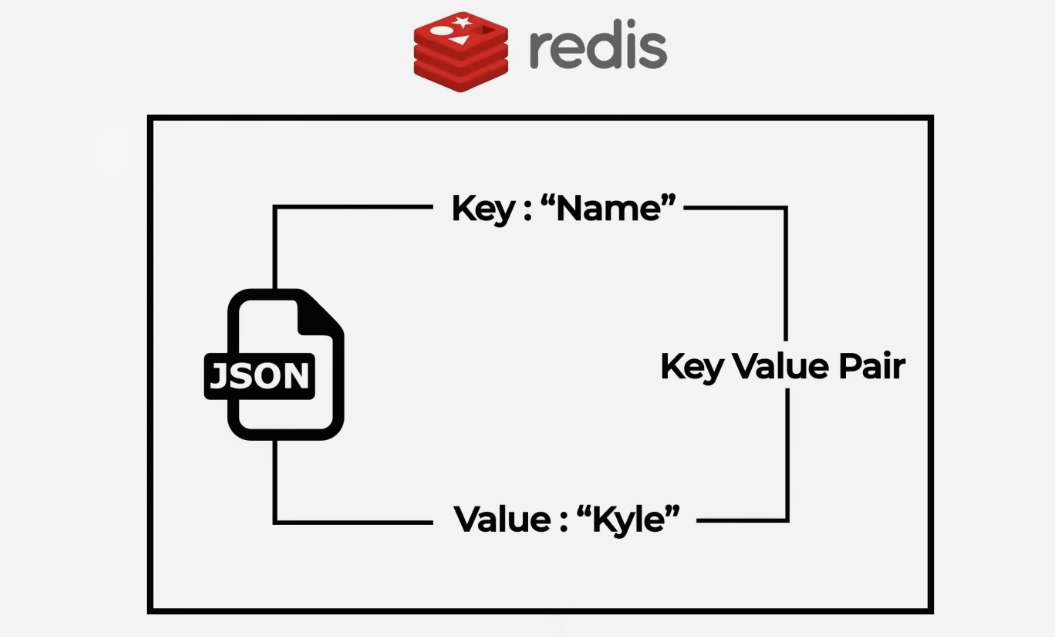 redis
Key : “Name”
JSON
Key Value Pair
Value : “Kyle”